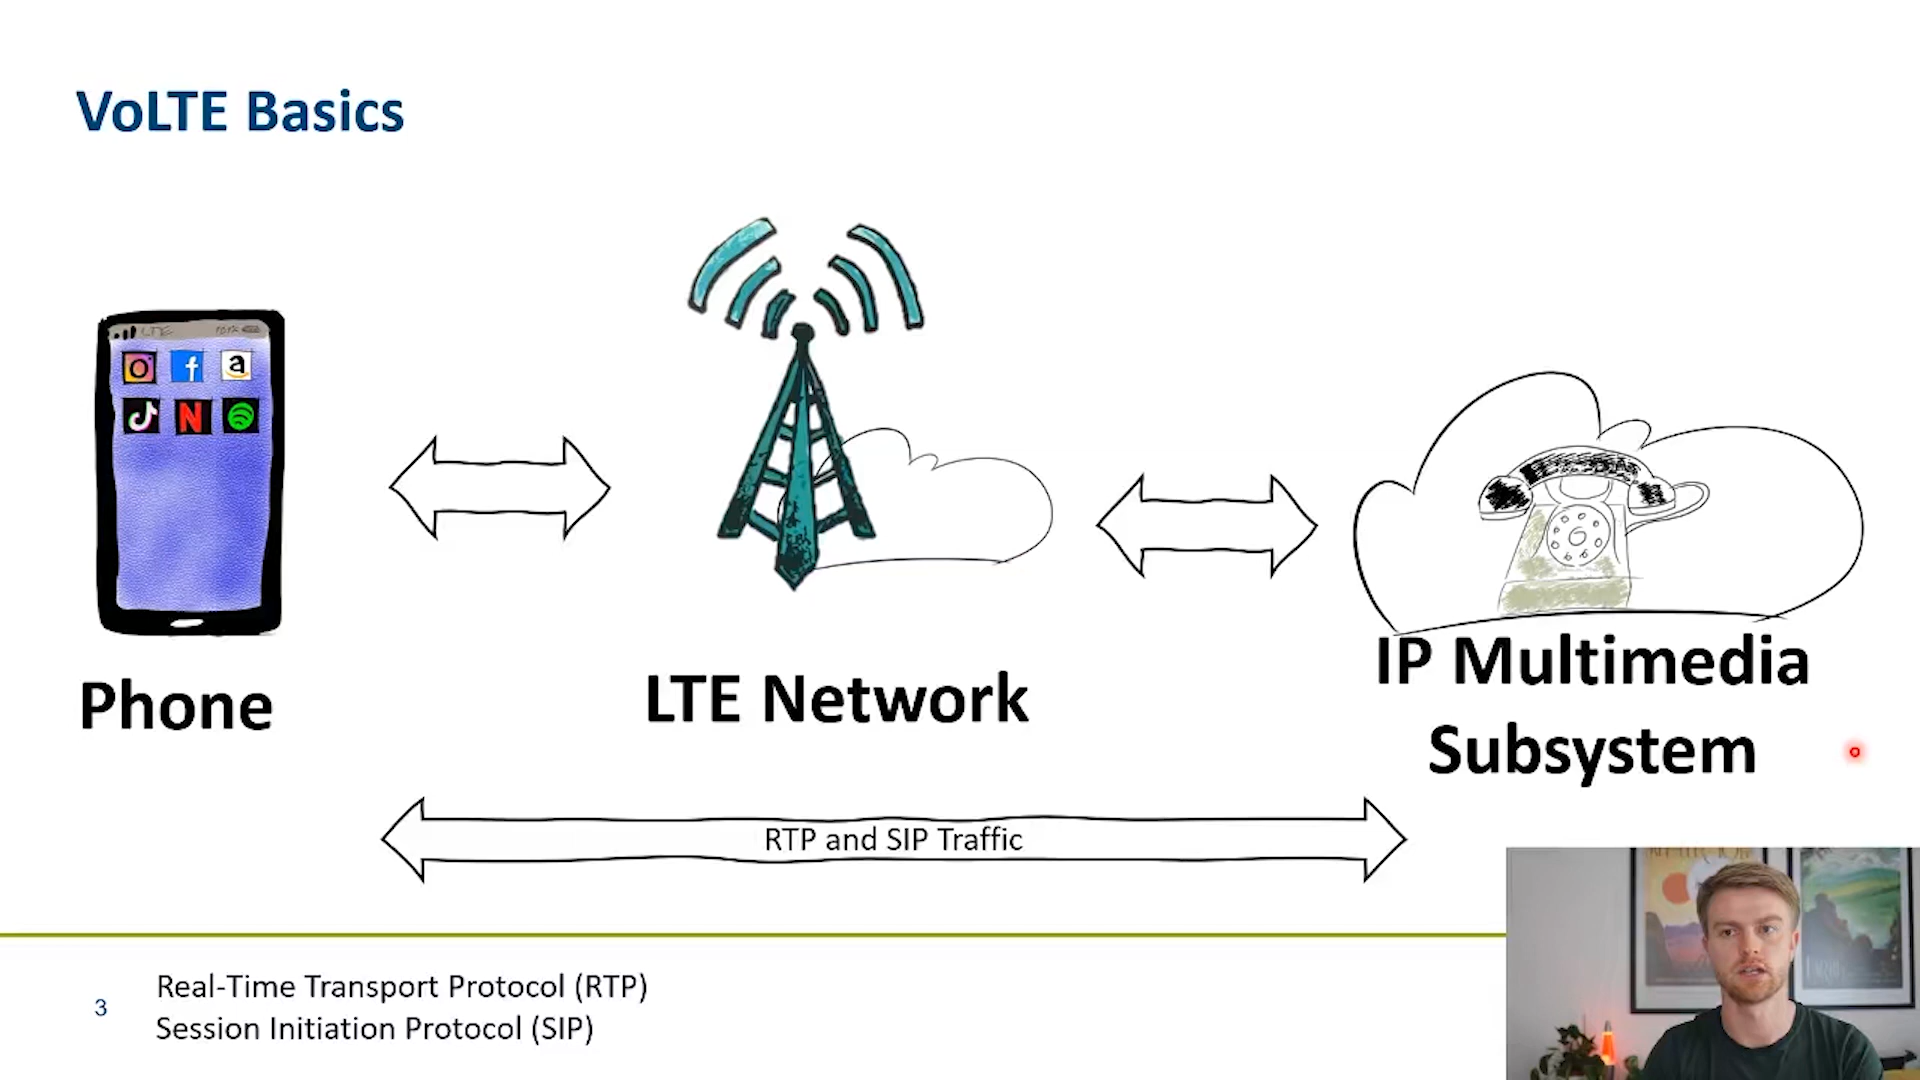 VoLTE Basics
LTE
Phone
LTE Network
IP Multimedia
Subsystem
RTP and SIP Traffic
3
Real-Time Transport Protocol (RTP)
Session Initiation Protocol (SIP)